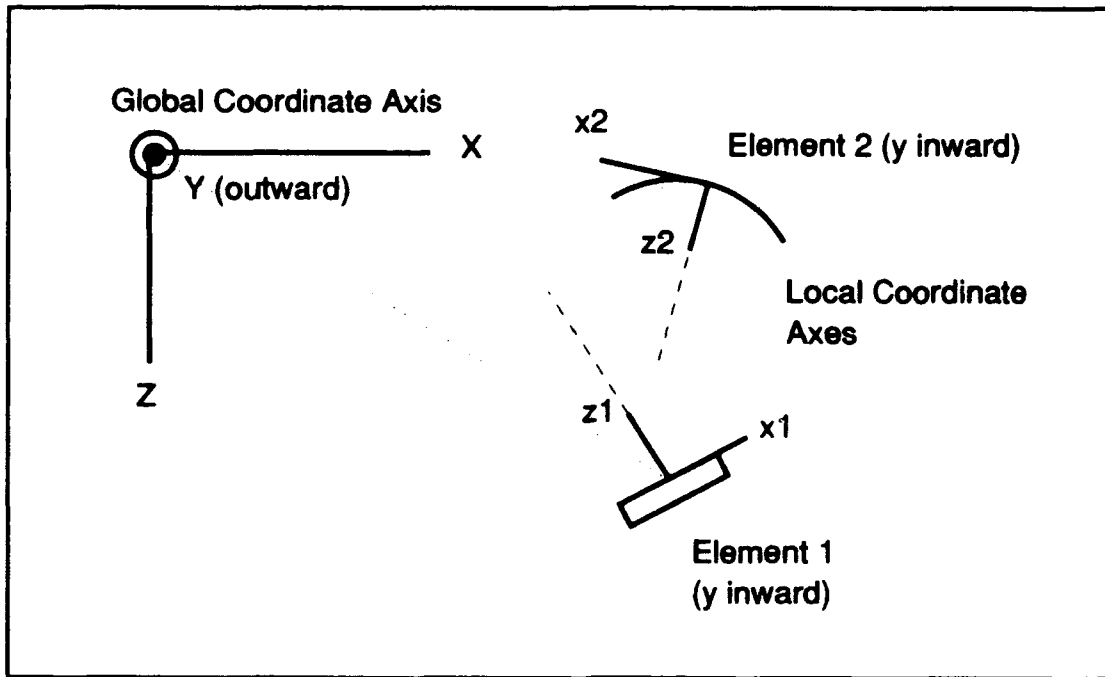 Global Coordinate Axis
X
Y (outward)
Z
x2
Element 2 (y inward)
z2
Local Coordinate
Axes
z1
x1
Element 1
(y inward)